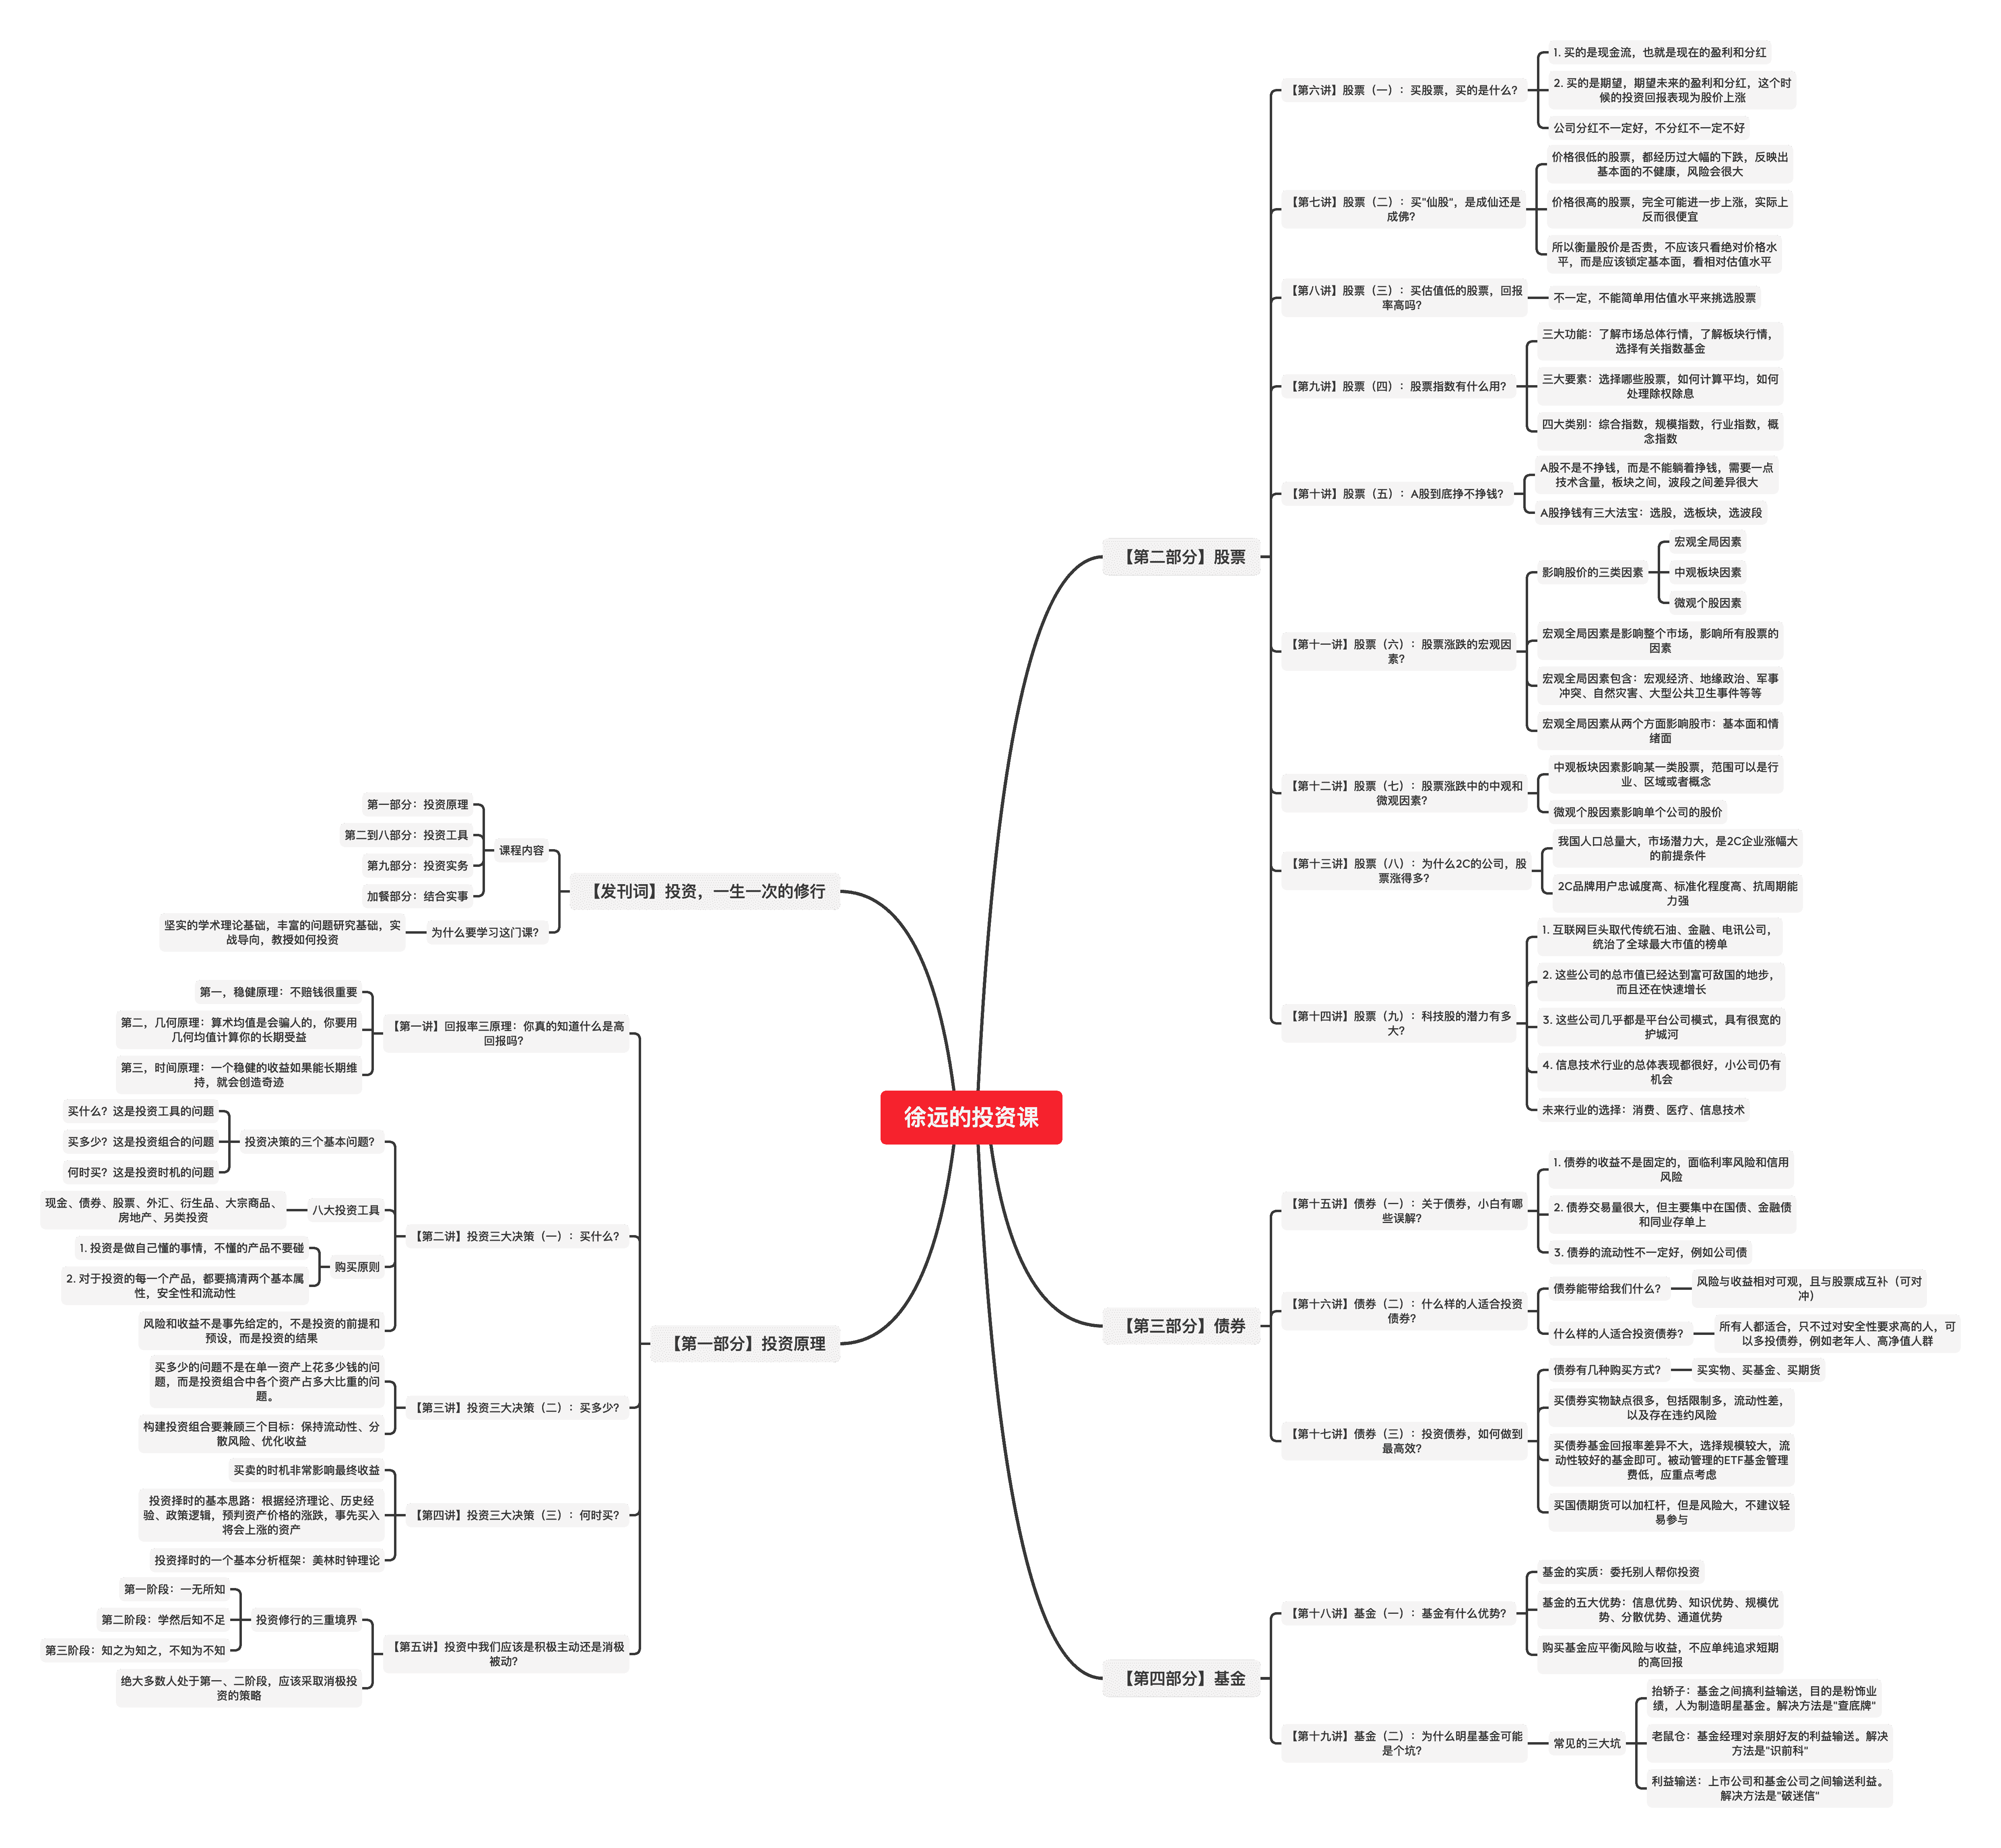 徐远的投资课
【发刊词】投资，一生一次的修行
课程内容
第一部分：投资原理
第二到八部分：投资工具
第九部分：投资实务
加餐部分：结合实事
为什么要学习这门课？
坚实的学术理论基础，丰富的问题研究基础，实
战导向，教授如何投资
【第一部分】投资原理
【第一讲】回报率三原理：你真的知道什么是高
回报吗？
第一，稳健原理：不赔钱很重要
第二，几何原理：算术均值是会骗人的，你要用
几何均值计算你的长期受益
第三，时间原理：一个稳健的收益如果能长期维
持，就会创造奇迹
【第二讲】投资三大决策（一）：买什么？
投资决策的三个基本问题？
买什么？这是投资工具的问题
买多少？这是投资组合的问题
何时买？这是投资时机的问题
八大投资工具
现金、债券、股票、外汇、衍生品、大宗商品、
房地产、另类投资
购买原则
1. 投资是做自己懂的事情，不懂的产品不要碰
2. 对于投资的每一个产品，都要搞清两个基本属
性，安全性和流动性
风险和收益不是事先给定的，不是投资的前提和
预设，而是投资的结果
【第三讲】投资三大决策（二）：买多少？
买多少的问题不是在单一资产上花多少钱的问
题，而是投资组合中各个资产占多大比重的问
题。
构建投资组合要兼顾三个目标：保持流动性、分
散风险、优化收益
【第四讲】投资三大决策（三）：何时买？
买卖的时机非常影响最终收益
投资择时的基本思路：根据经济理论、历史经
验、政策逻辑，预判资产价格的涨跌，事先买入
将会上涨的资产
投资择时的一个基本分析框架：美林时钟理论
【第五讲】投资中我们应该是积极主动还是消极
被动？
投资修行的三重境界
第一阶段：一无所知
第二阶段：学然后知不足
第三阶段：知之为知之，不知为不知
绝大多数人处于第一、二阶段，应该采取消极投
资的策略
【第二部分】股票
【第六讲】股票（一）：买股票，买的是什么？
1. 买的是现金流，也就是现在的盈利和分红
2. 买的是期望，期望未来的盈利和分红，这个时
候的投资回报表现为股价上涨
公司分红不一定好，不分红不一定不好
【第七讲】股票（二）：买"仙股"，是成仙还是
成佛？
价格很低的股票，都经历过大幅的下跌，反映出
基本面的不健康，风险会很大
价格很高的股票，完全可能进一步上涨，实际上
反而很便宜
所以衡量股价是否贵，不应该只看绝对价格水
平，而是应该锁定基本面，看相对估值水平
【第八讲】股票（三）：买估值低的股票，回报
率高吗？
不一定，不能简单用估值水平来挑选股票
【第九讲】股票（四）：股票指数有什么用？
三大功能：了解市场总体行情，了解板块行情，
选择有关指数基金
三大要素：选择哪些股票，如何计算平均，如何
处理除权除息
四大类别：综合指数，规模指数，行业指数，概
念指数
【第十讲】股票（五）：A股到底挣不挣钱？
A股不是不挣钱，而是不能躺着挣钱，需要一点
技术含量，板块之间，波段之间差异很大
A股挣钱有三大法宝：选股，选板块，选波段
【第十一讲】股票（六）：股票涨跌的宏观因
素？
影响股价的三类因素
宏观全局因素
中观板块因素
微观个股因素
宏观全局因素是影响整个市场，影响所有股票的
因素
宏观全局因素包含：宏观经济、地缘政治、军事
冲突、自然灾害、大型公共卫生事件等等
宏观全局因素从两个方面影响股市：基本面和情
绪面
【第十二讲】股票（七）：股票涨跌中的中观和
微观因素？
中观板块因素影响某一类股票，范围可以是行
业、区域或者概念
微观个股因素影响单个公司的股价
【第十三讲】股票（八）：为什么2C的公司，股
票涨得多？
我国人口总量大，市场潜力大，是2C企业涨幅大
的前提条件
2C品牌用户忠诚度高、标准化程度高、抗周期能
力强
【第十四讲】股票（九）：科技股的潜力有多
大？
1. 互联网巨头取代传统石油、金融、电讯公司，
统治了全球最大市值的榜单
2. 这些公司的总市值已经达到富可敌国的地步，
而且还在快速增长
3. 这些公司几乎都是平台公司模式，具有很宽的
护城河
4. 信息技术行业的总体表现都很好，小公司仍有
机会
未来行业的选择：消费、医疗、信息技术
【第三部分】债券
【第十五讲】债券（一）：关于债券，小白有哪
些误解？
1. 债券的收益不是固定的，面临利率风险和信用
风险
2. 债券交易量很大，但主要集中在国债、金融债
和同业存单上
3. 债券的流动性不一定好，例如公司债
【第十六讲】债券（二）：什么样的人适合投资
债券？
债券能带给我们什么？
风险与收益相对可观，且与股票成互补（可对
冲）
什么样的人适合投资债券？
所有人都适合，只不过对安全性要求高的人，可
以多投债券，例如老年人、高净值人群
【第十七讲】债券（三）：投资债券，如何做到
最高效？
债券有几种购买方式？
买实物、买基金、买期货
买债券实物缺点很多，包括限制多，流动性差，
以及存在违约风险
买债券基金回报率差异不大，选择规模较大，流
动性较好的基金即可。被动管理的ETF基金管理
费低，应重点考虑
买国债期货可以加杠杆，但是风险大，不建议轻
易参与
【第四部分】基金
【第十八讲】基金（一）：基金有什么优势？
基金的实质：委托别人帮你投资
基金的五大优势：信息优势、知识优势、规模优
势、分散优势、通道优势
购买基金应平衡风险与收益，不应单纯追求短期
的高回报
【第十九讲】基金（二）：为什么明星基金可能
是个坑？
常见的三大坑
抬轿子：基金之间搞利益输送，目的是粉饰业
绩，人为制造明星基金。解决方法是"查底牌"
老鼠仓：基金经理对亲朋好友的利益输送。解决
方法是"识前科"
利益输送：上市公司和基金公司之间输送利益。
解决方法是"破迷信"